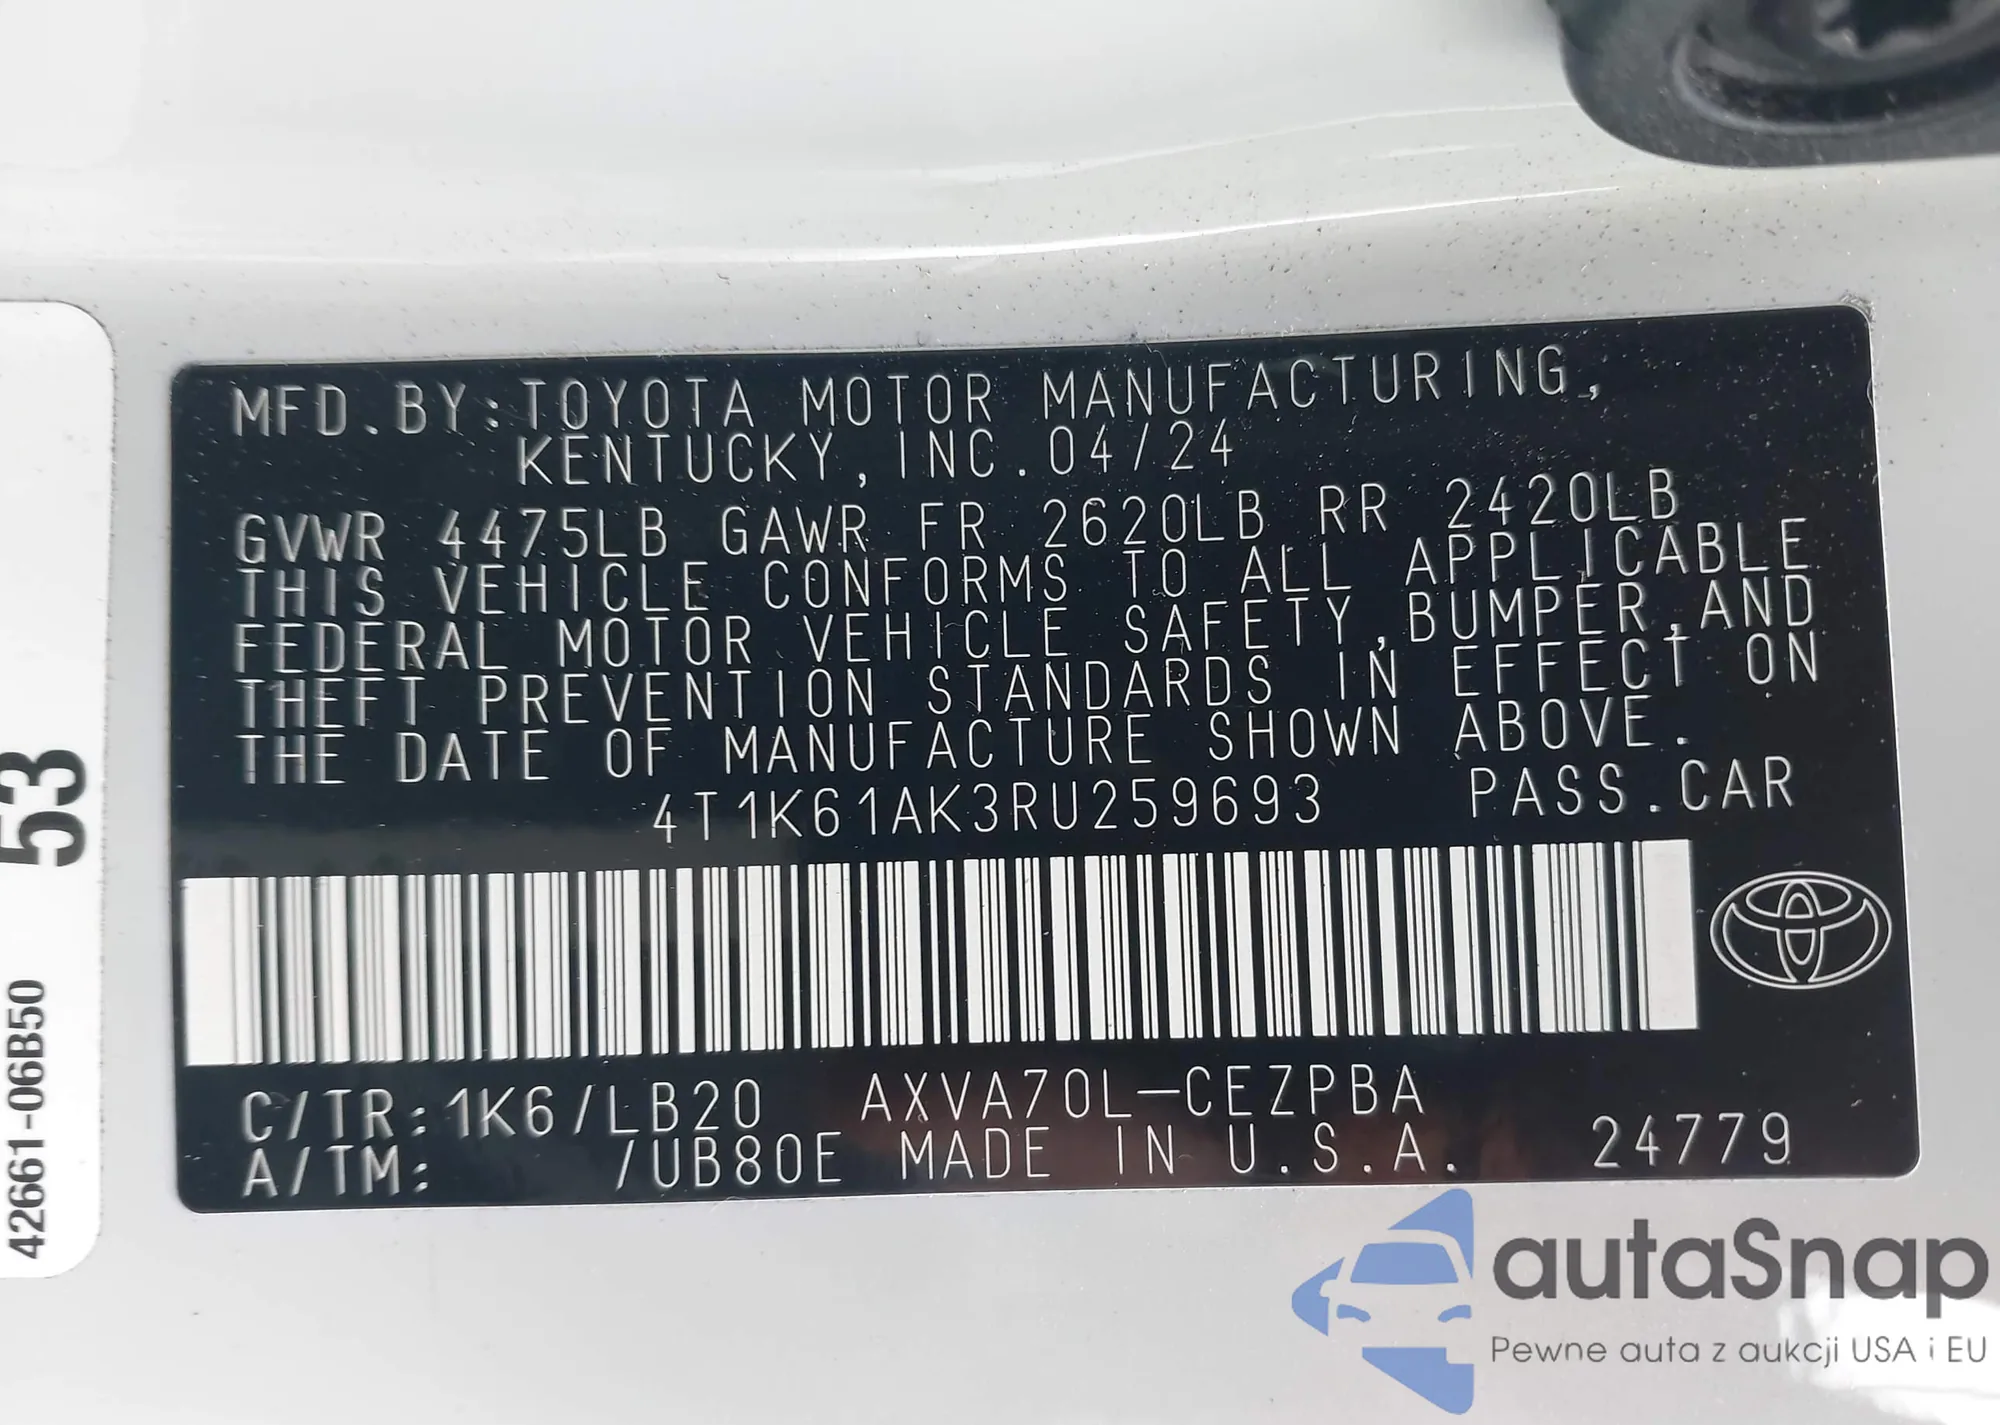 MFD.BY:TOYOTA MOTOR MANUFACTURING,
KENTUCKY,INC.04/24
GVWR 4475LB GAWR FR 2620LB RR 2420LB
THIS VEHICLE CONFORMS TO ALL APPLICABLE
FEDERAL MOTOR VEHICLE SAFETY,BUMPER,AND
THEFT PREVENTION STANDARDS IN EFFECT ON
THE DATE OF MANUFACTURE SHOWN ABOVE.
4T1K61AK3RU259693 PASS.CAR
C/TR:1K6/LB20 AXVA70L-CEZPBA
A/TM: /UB80E MADE IN U.S.A. 24779
53
42661-06B50
autaSnap
Pewne auta z aukcji USA i EU